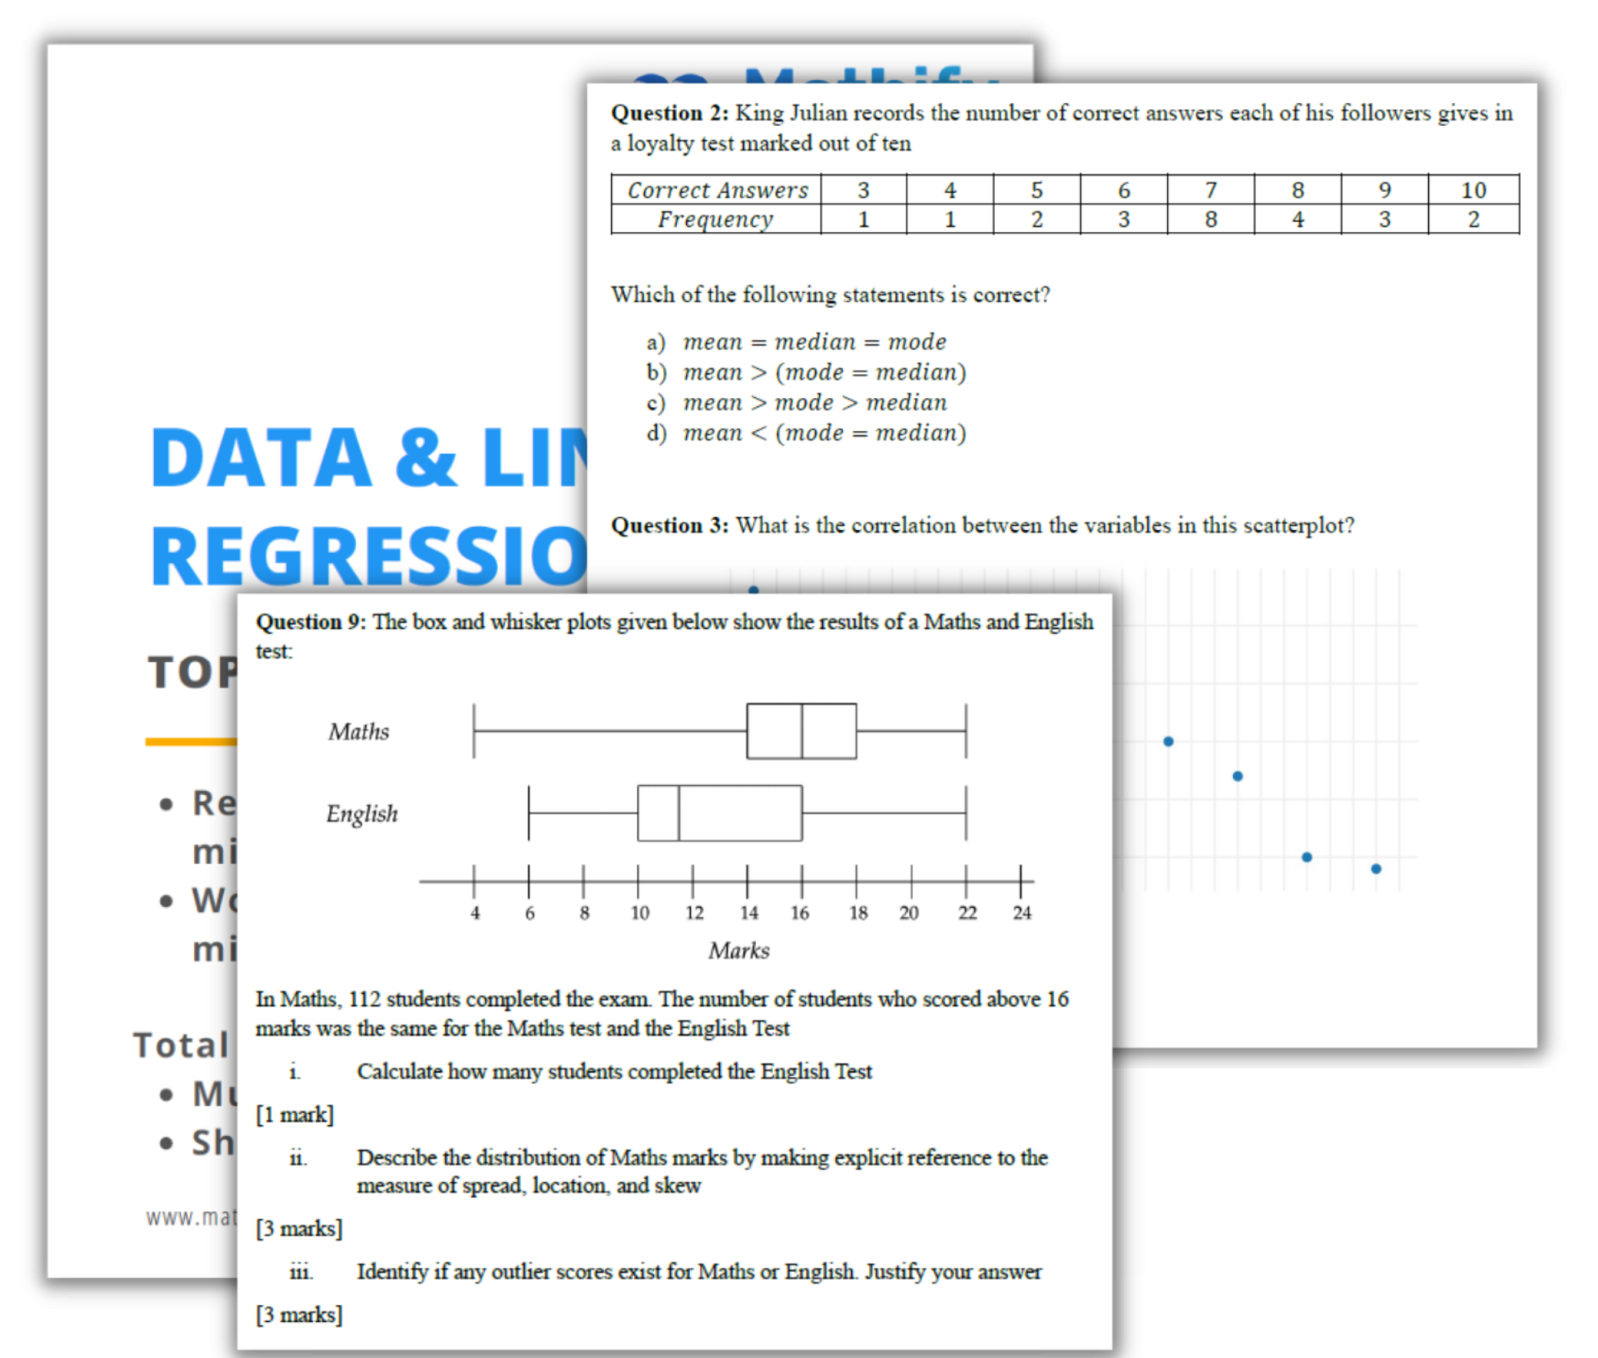 Mathify
DATA & LIN
REGRESSIO
TOP
Re
mi
Wo
mi
Total
Mu
Sh
www.mat
Question 2: King Julian records the number of correct answers each of his followers gives in
a loyalty test marked out of ten
Correct Answers 3 4 5 6 7 8 9 10
Frequency 1 1 2 3 8 4 3 2
Which of the following statements is correct?
a) mean = median = mode
b) mean > (mode = median)
c) mean > mode > median
d) mean < (mode = median)
Question 3: What is the correlation between the variables in this scatterplot?
Question 9: The box and whisker plots given below show the results of a Maths and English
test:
Maths
English
4 6 8 10 12 14 16 18 20 22 24
Marks
In Maths, 112 students completed the exam. The number of students who scored above 16
marks was the same for the Maths test and the English Test
i. Calculate how many students completed the English Test
[1 mark]
ii. Describe the distribution of Maths marks by making explicit reference to the
measure of spread, location, and skew
[3 marks]
iii. Identify if any outlier scores exist for Maths or English. Justify your answer
[3 marks]